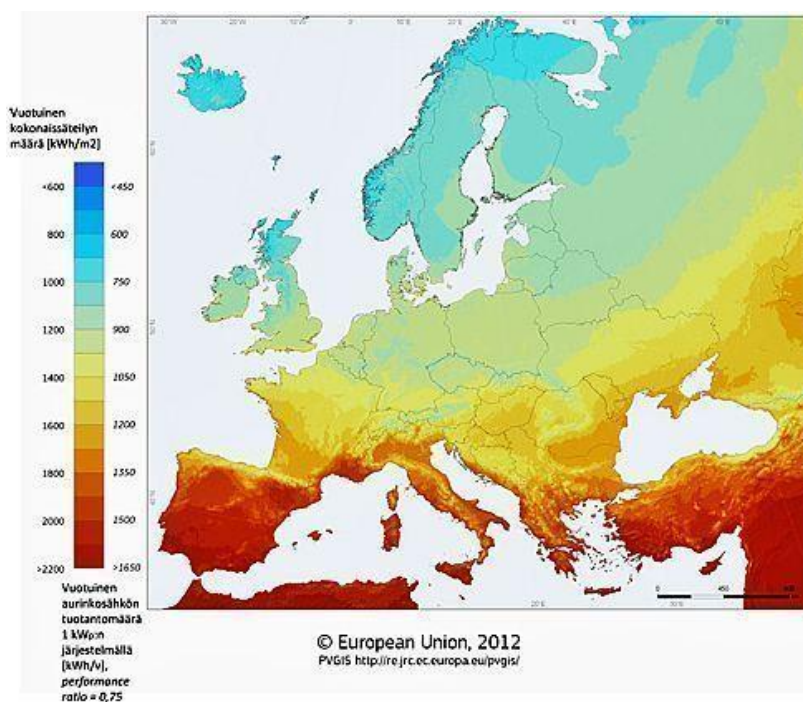 Vuotuinen
kokonaissäteilyn
määrä [kWh/m2]
<600 <450
800 600
1000 750
1200 900
1400 1050
1600 1200
1800 1350
2000 1500
>2200 >1650
Vuotuinen
aurinkosähkön
tuotantomäärä
1 kWp:n
järjestelmällä
[kWh/v],
performance
ratio = 0,75
© European Union, 2012
PVGIS http://re.jrc.ec.europa.eu/pvgis/